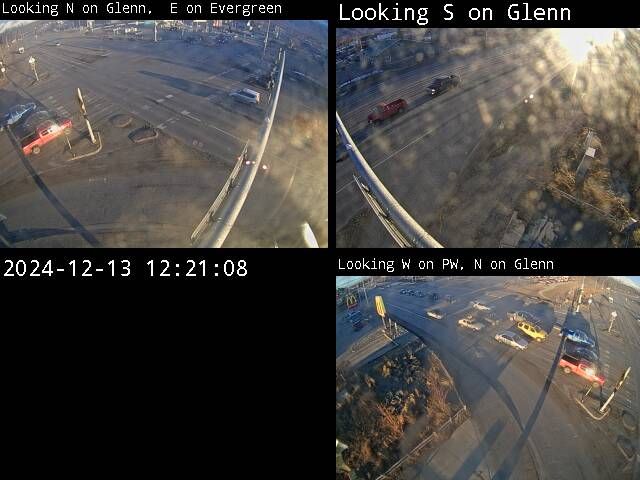 Looking N on Glenn,  E on Evergreen
Looking S on Glenn
2024-12-13 12:21:08
Looking W on PW, N on Glenn